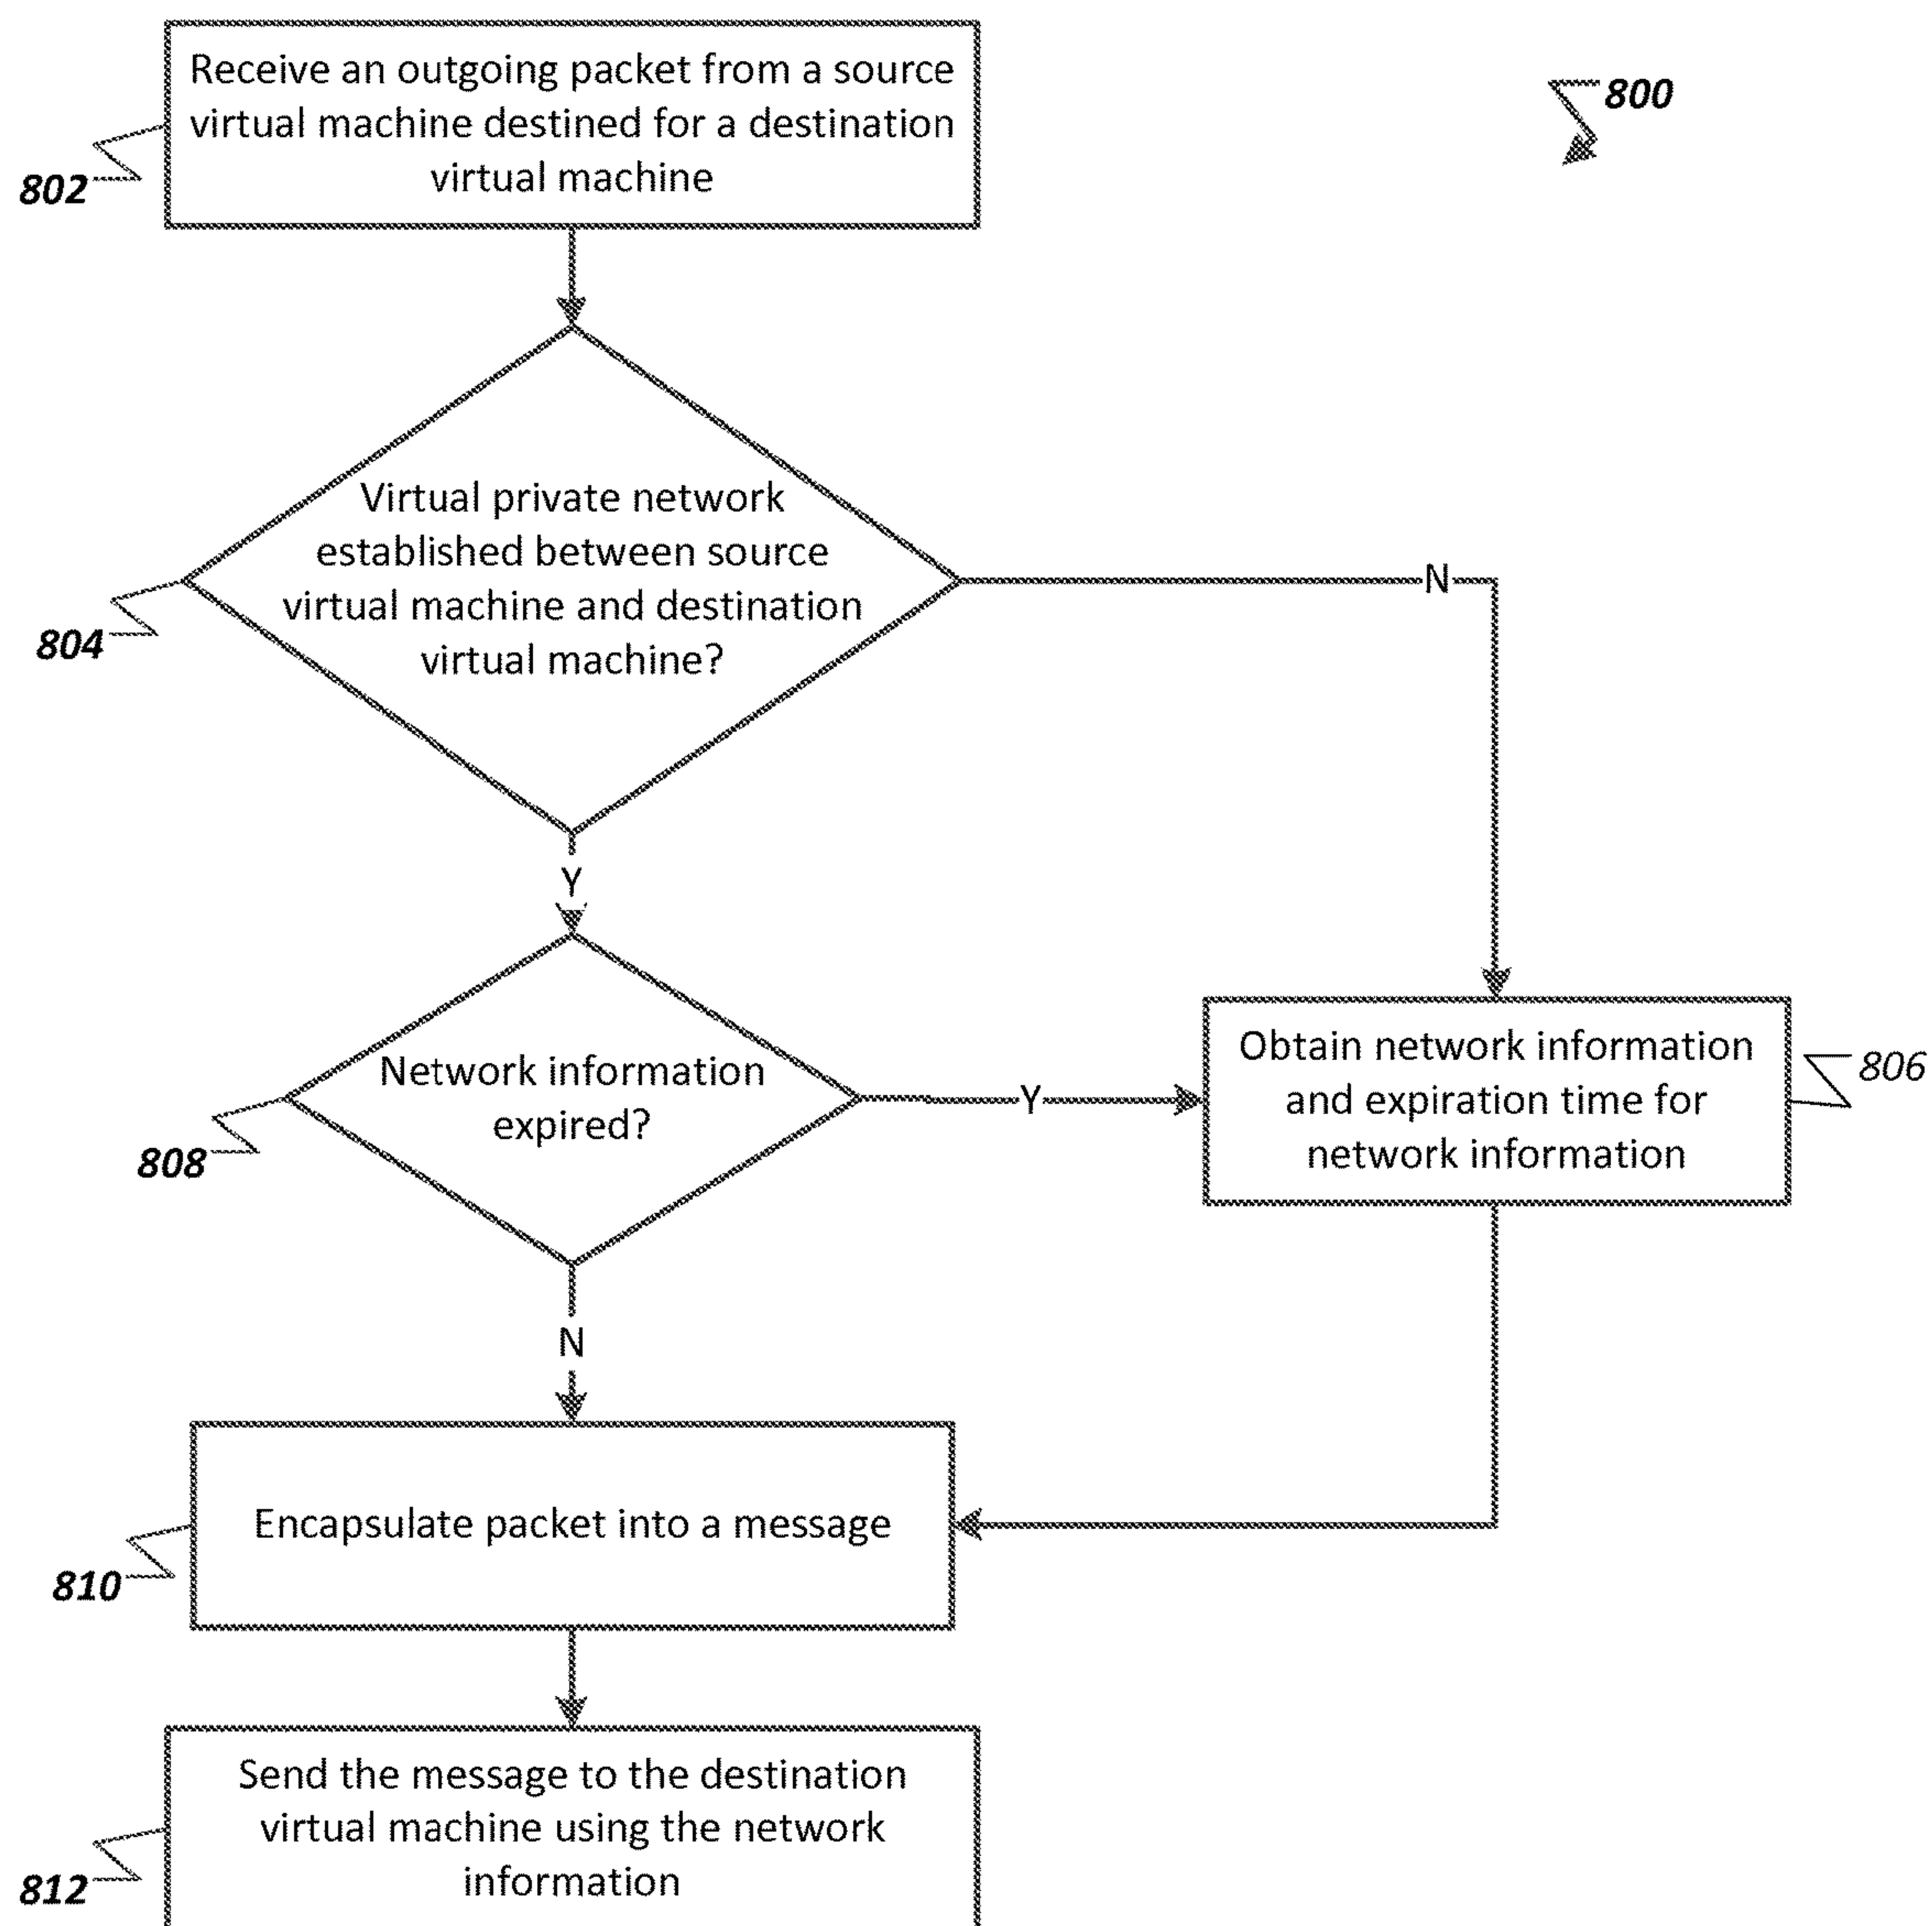 Receive an outgoing packet from a source
virtual machine destined for a destination
virtual machine
800
802
Virtual private network
established between source
virtual machine and destination
virtual machine?
804
N
Y
Network information
expired?
808
Y
Obtain network information
and expiration time for
network information
806
N
Encapsulate packet into a message
810
Send the message to the destination
virtual machine using the network
information
812